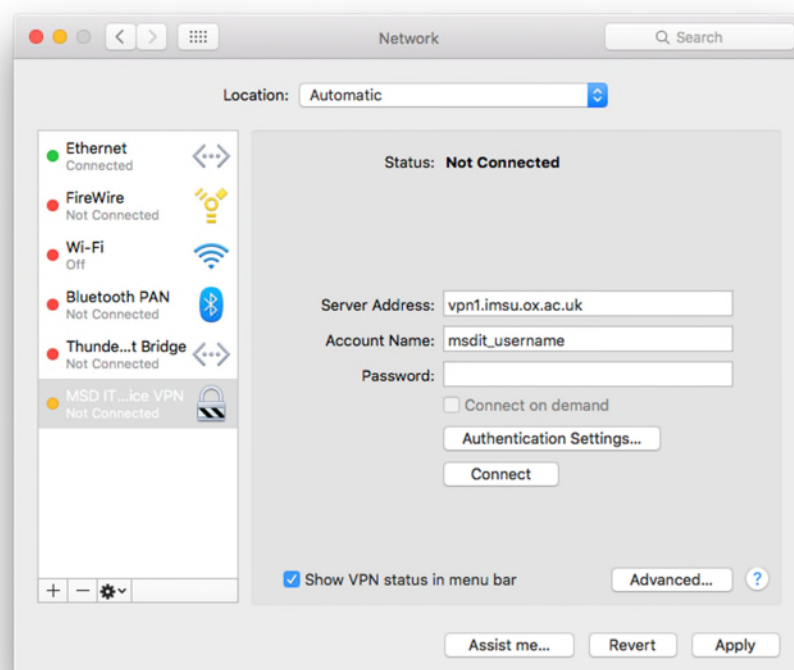 Network
Search
Location: Automatic
Ethernet
Connected
FireWire
Not Connected
Wi-Fi
Off
Bluetooth PAN
Not Connected
Thunde...t Bridge
Not Connected
MSD IT...ice VPN
Not Connected
Status: Not Connected
Server Address: vpn1.imsu.ox.ac.uk
Account Name: msdit_username
Password:
Connect on demand
Authentication Settings...
Connect
Show VPN status in menu bar
Advanced... ?
Assist me... Revert Apply